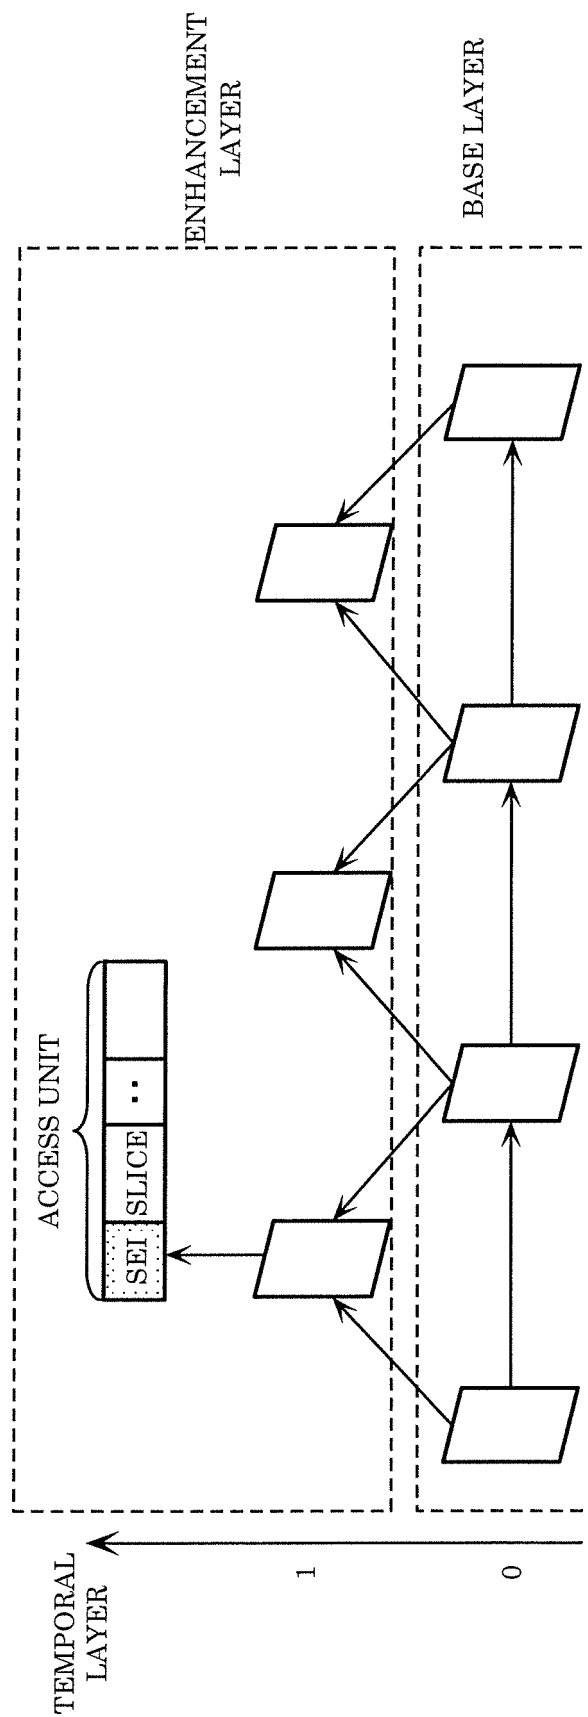 TEMPORAL
LAYER
1
0
ACCESS UNIT
SEI
SLICE
..
ENHANCEMENT
LAYER
BASE LAYER